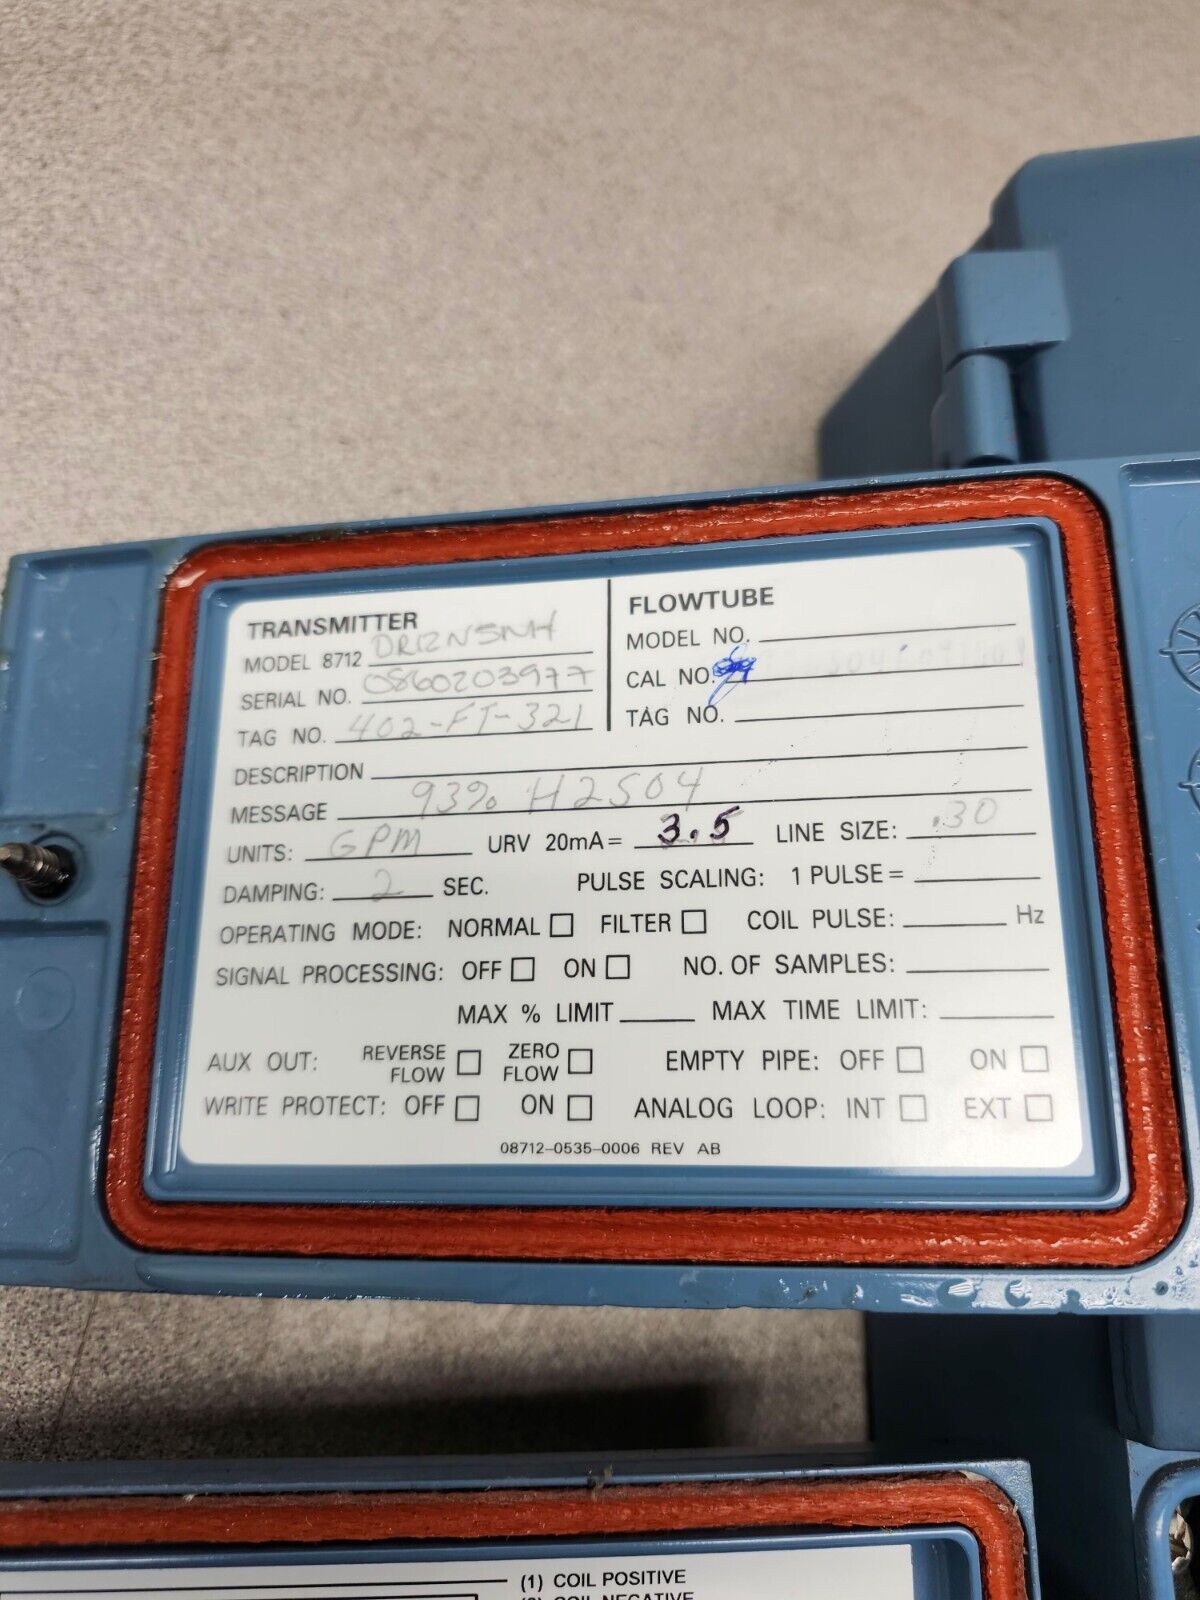 TRANSMITTER
MODEL 8712 DR12N5M4
SERIAL NO. 0860203977
TAG NO. 402-FT-321
FLOWTUBE
MODEL NO.
CAL NO.
TAG NO.
DESCRIPTION
MESSAGE 93% H2SO4
UNITS: GPM URV 20mA = 3.5 LINE SIZE: .30
DAMPING: 2 SEC. PULSE SCALING: 1 PULSE =
OPERATING MODE: NORMAL FILTER COIL PULSE: Hz
SIGNAL PROCESSING: OFF ON NO. OF SAMPLES:
MAX % LIMIT MAX TIME LIMIT:
AUX OUT: REVERSE FLOW ZERO FLOW EMPTY PIPE: OFF ON
WRITE PROTECT: OFF ON ANALOG LOOP: INT EXT
08712-0535-0006 REV AB
(1) COIL POSITIVE
COIL NEGATIVE